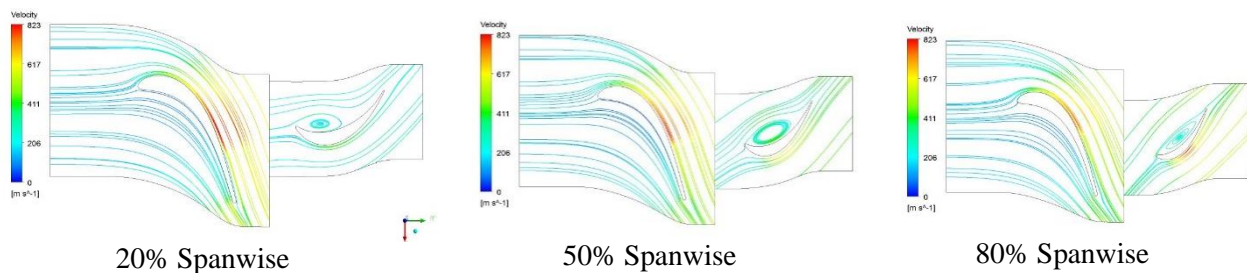 Velocity
823
617
411
206
0
[m s^-1]
20% Spanwise
Velocity
823
617
411
206
0
[m s^-1]
50% Spanwise
Velocity
823
617
411
206
0
[m s^-1]
80% Spanwise